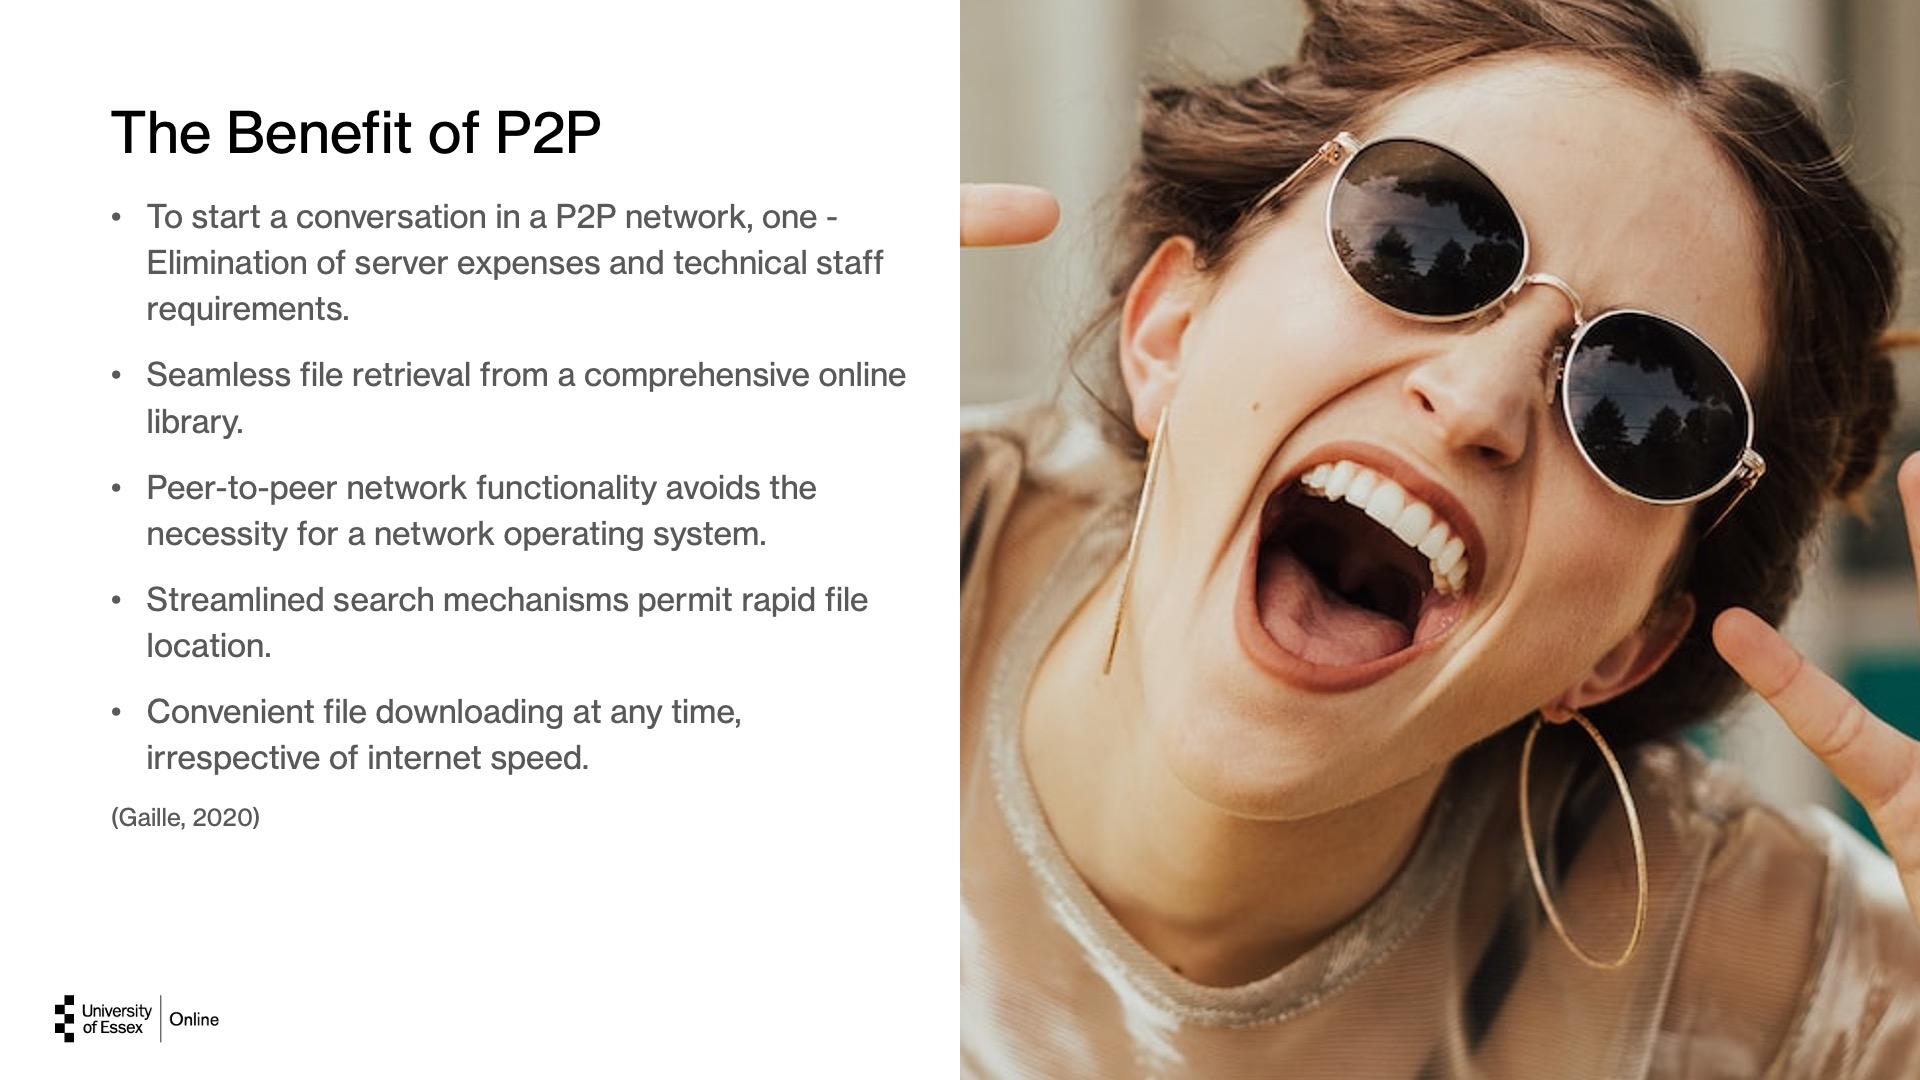 The Benefit of P2P
• To start a conversation in a P2P network, one -
Elimination of server expenses and technical staff
requirements.
• Seamless file retrieval from a comprehensive online
library.
• Peer-to-peer network functionality avoids the
necessity for a network operating system.
• Streamlined search mechanisms permit rapid file
location.
• Convenient file downloading at any time,
irrespective of internet speed.
(Gaille, 2020)
University
of Essex
Online